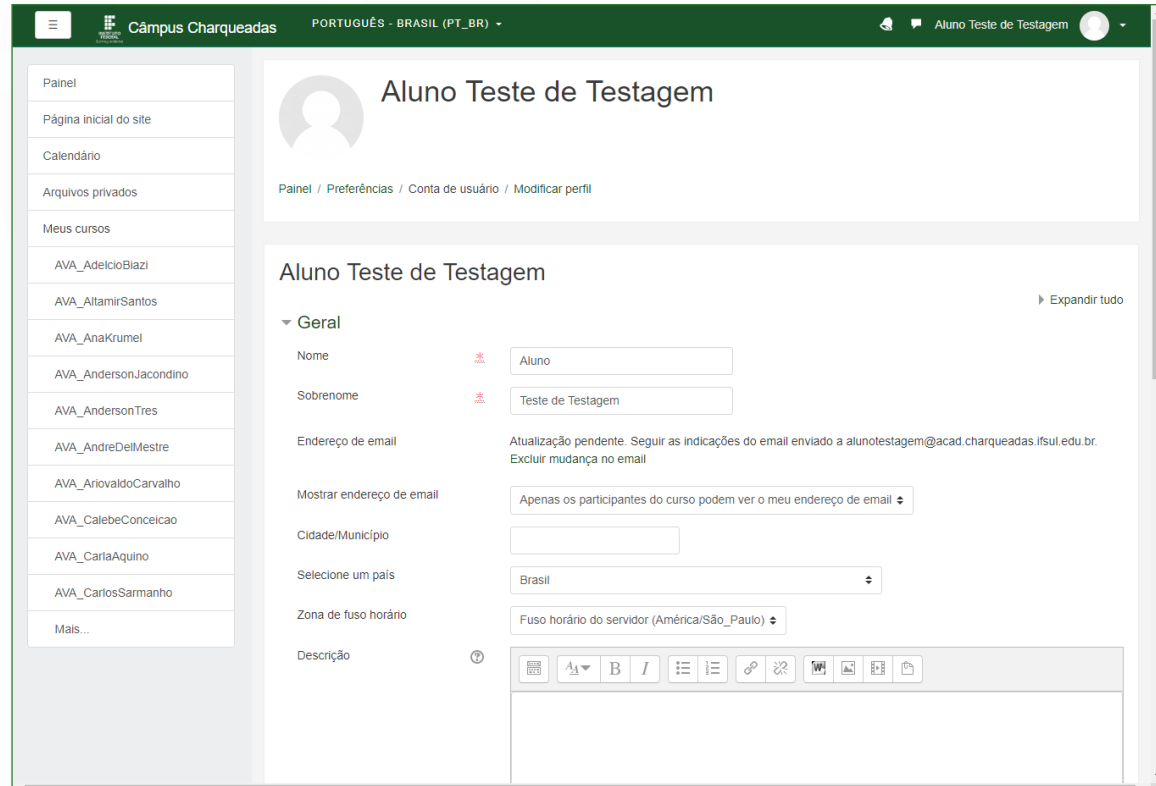 INSTITUTO
FEDERAL
Câmpus Charqueadas
PORTUGUÊS - BRASIL (PT_BR)
Aluno Teste de Testagem
Painel
Página inicial do site
Calendário
Arquivos privados
Meus cursos
AVA_AdelcioBiazi
AVA_AltamirSantos
AVA_AnaKrumel
AVA_AndersonJacondino
AVA_AndersonTres
AVA_AndreDelMestre
AVA_AriovaldoCarvalho
AVA_CalebeConceicao
AVA_CarlaAquino
AVA_CarlosSarmanho
Mais...
Aluno Teste de Testagem
Painel / Preferências / Conta de usuário / Modificar perfil
Aluno Teste de Testagem
Expandir tudo
Geral
Nome
Aluno
Sobrenome
Teste de Testagem
Endereço de email
Atualização pendente. Seguir as indicações do email enviado a alunotestagem@acad.charqueadas.ifsul.edu.br.
Excluir mudança no email
Mostrar endereço de email
Apenas os participantes do curso podem ver o meu endereço de email
Cidade/Município
Selecione um país
Brasil
Zona de fuso horário
Fuso horário do servidor (América/São_Paulo)
Descrição